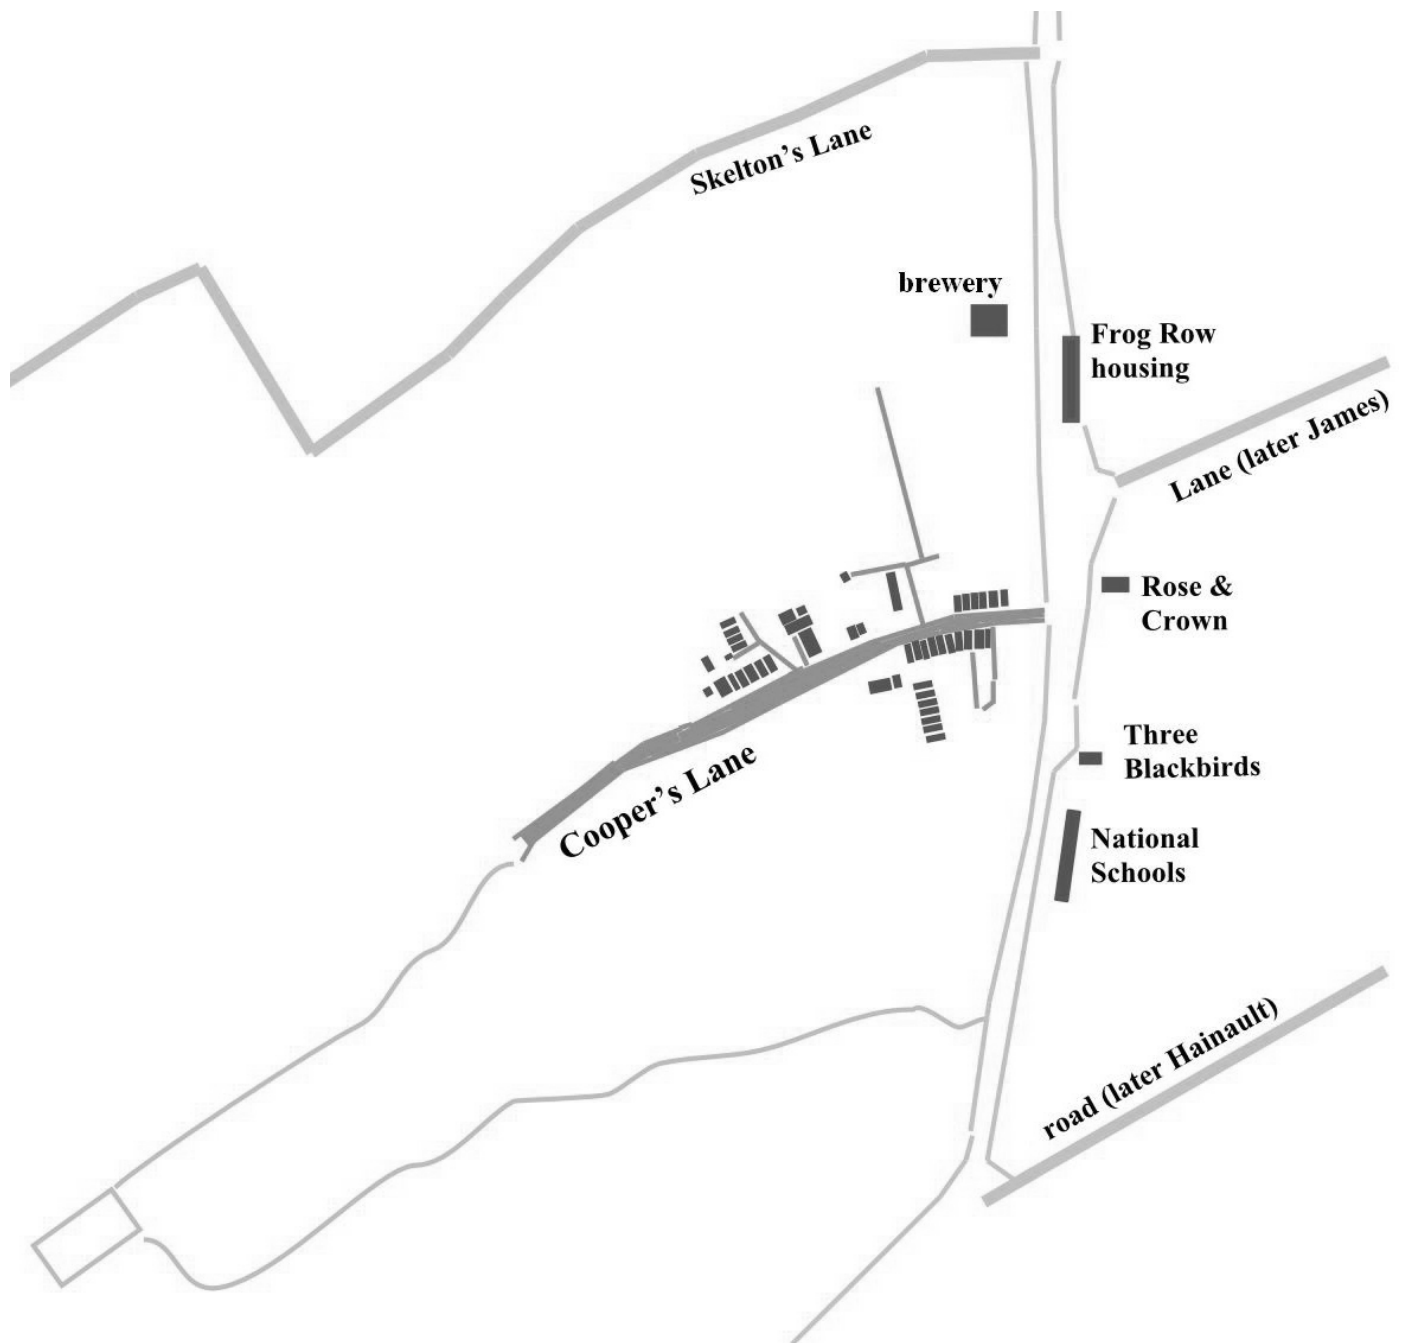 Skelton’s Lane
brewery
Frog Row
housing
Lane (later James)
Rose &
Crown
Three
Blackbirds
Cooper’s Lane
National
Schools
road (later Hainault)